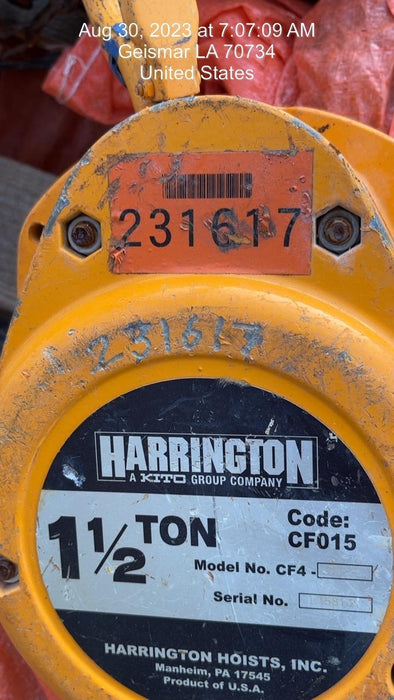 Aug 30, 2023 at 7:07:09 AM
Geismar LA 70734
United States
231617
231617
HARRINGTON
A KITO GROUP COMPANY
1 1/2 TON
Code:
CF015
Model No. CF4 -
Serial No.
HARRINGTON HOISTS, INC.
Manheim, PA 17545
Product of U.S.A.